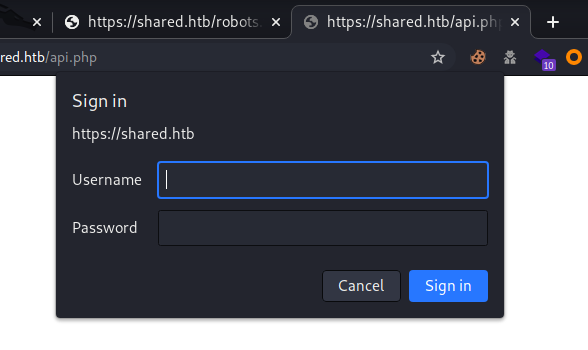 https://shared.htb/robots.
https://shared.htb/api.php
red.htb/api.php
10
Sign in
https://shared.htb
Username
Password
Cancel
Sign in